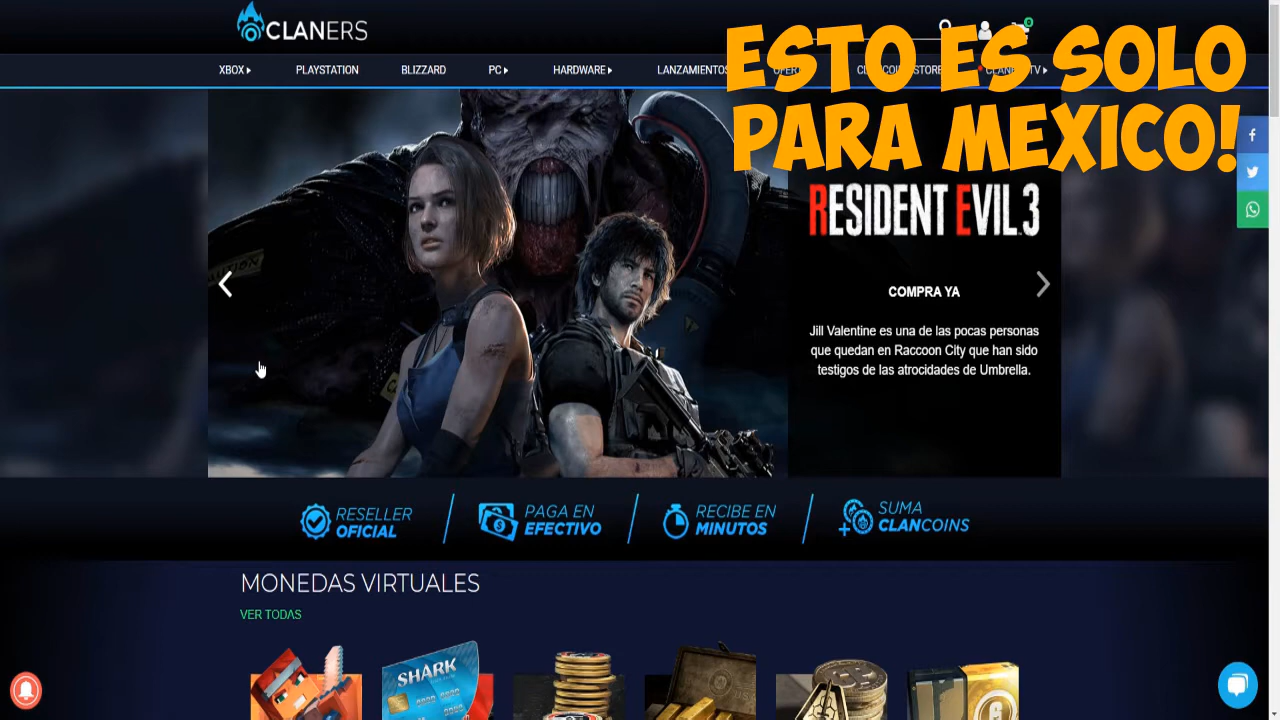 CLANERS
ESTO ES SOLO
PARA MEXICO!
XBOX PLAYSTATION BLIZZARD PC HARDWARE LANZAMIENTOS
RESIDENT EVIL 3
COMPRA YA
Jill Valentine es una de las pocas personas
que quedan en Raccoon City que han sido
testigos de las atrocidades de Umbrella.
RESELLER
OFICIAL
PAGA EN
EFECTIVO
RECIBE EN
MINUTOS
SUMA
CLANCOINS
MONEDAS VIRTUALES
VER TODAS
SHARK